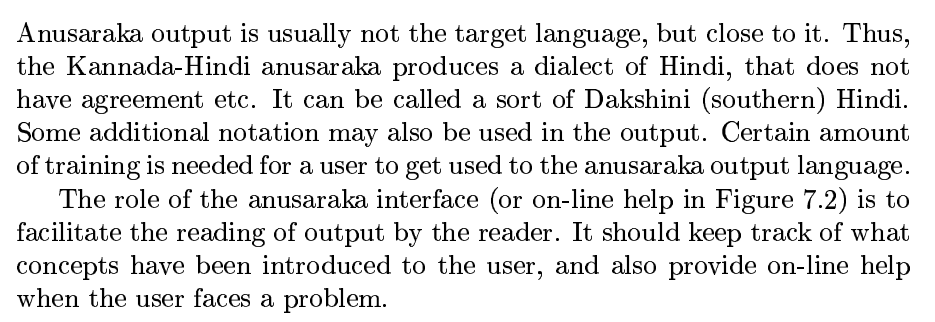 Anusaraka output is usually not the target language, but close to it. Thus,
the Kannada-Hindi anusaraka produces a dialect of Hindi, that does not
have agreement etc. It can be called a sort of Dakshini (southern) Hindi.
Some additional notation may also be used in the output. Certain amount
of training is needed for a user to get used to the anusaraka output language.
The role of the anusaraka interface (or on-line help in Figure 7.2) is to
facilitate the reading of output by the reader. It should keep track of what
concepts have been introduced to the user, and also provide on-line help
when the user faces a problem.